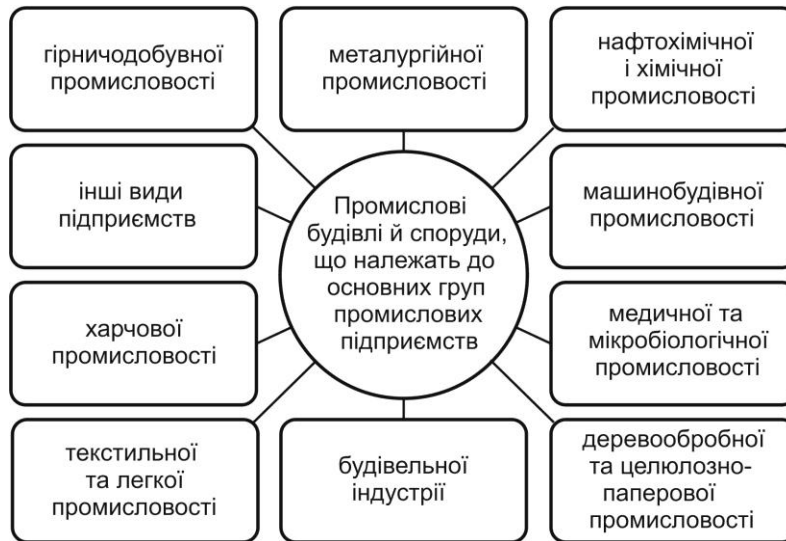 гірничодобувної
промисловості
металургійної
промисловості
нафтохімічної
і хімічної
промисловості
інші види
підприємств
Промислові
будівлі й споруди,
що належать до
основних груп
промислових
підприємств
машинобудівної
промисловості
харчової
промисловості
медичної та
мікробіологічної
промисловості
текстильної
та легкої
промисловості
будівельної
індустрії
деревообробної
та целюлозно-
паперової
промисловості